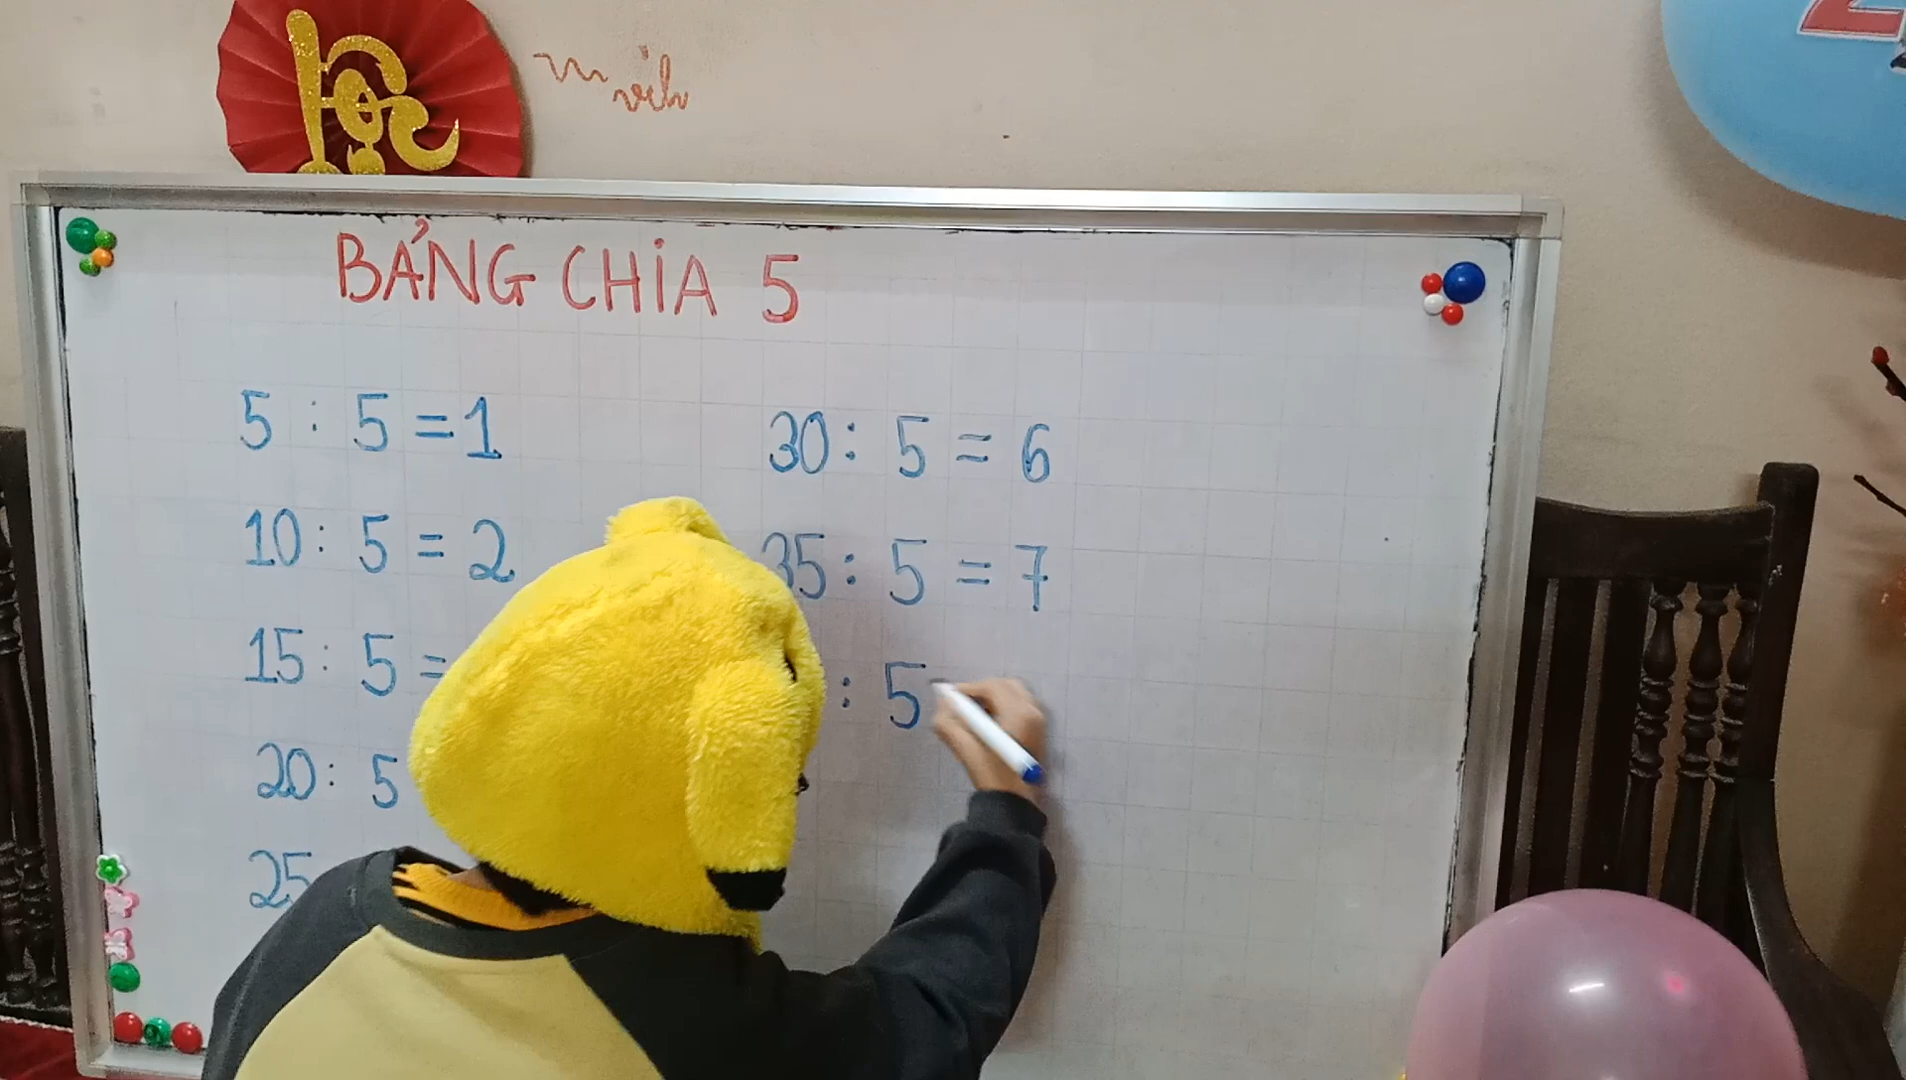 Lộc
BẢNG CHIA 5
5 : 5 = 1
10 : 5 = 2
15 : 5 =
20 : 5
25
30 : 5 = 6
35 : 5 = 7
: 5